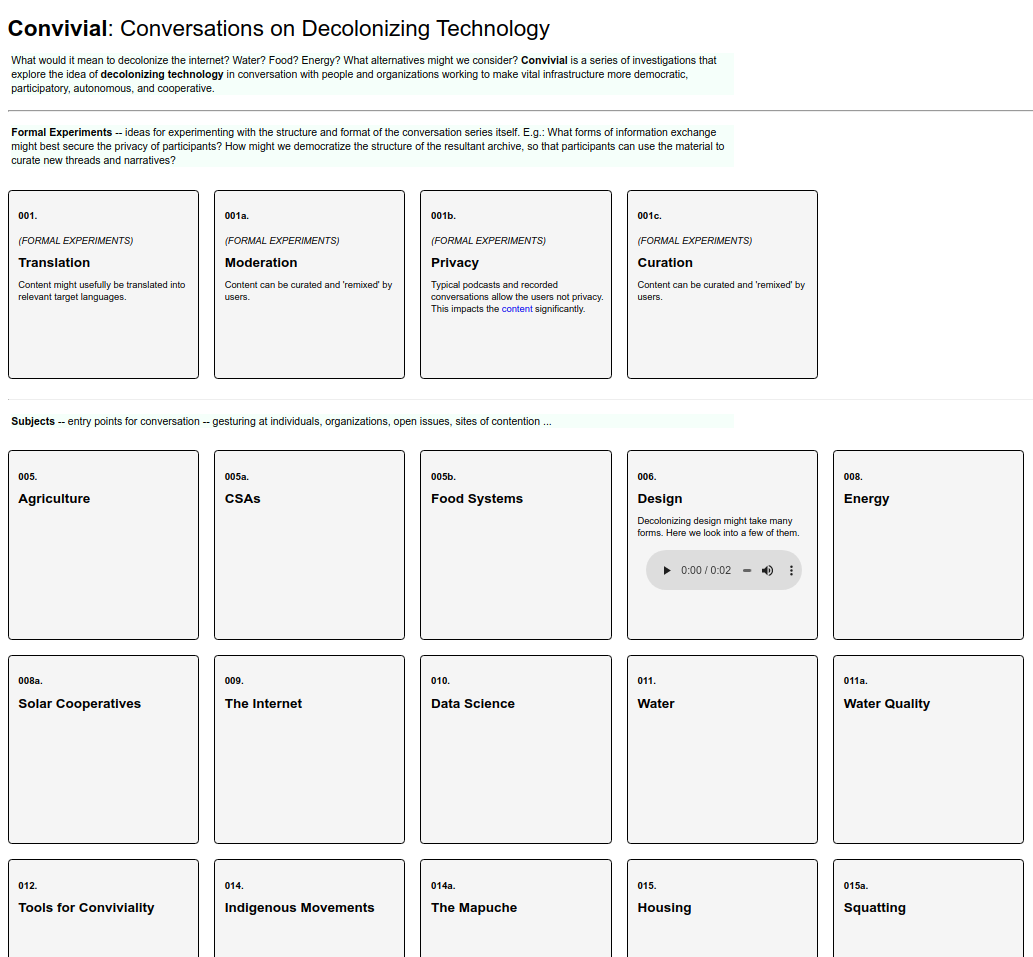 Convivial: Conversations on Decolonizing Technology
What would it mean to decolonize the internet? Water? Food? Energy? What alternatives might we consider? Convivial is a series of investigations that
explore the idea of decolonizing technology in conversation with people and organizations working to make vital infrastructure more democratic,
participatory, autonomous, and cooperative.
Formal Experiments -- ideas for experimenting with the structure and format of the conversation series itself. E.g.: What forms of information exchange
might best secure the privacy of participants? How might we democratize the structure of the resultant archive, so that participants can use the material to
curate new threads and narratives?
001.
(FORMAL EXPERIMENTS)
Translation
Content might usefully be translated into
relevant target languages.
001a.
(FORMAL EXPERIMENTS)
Moderation
Content can be curated and 'remixed' by
users.
001b.
(FORMAL EXPERIMENTS)
Privacy
Typical podcasts and recorded
conversations allow the users not privacy.
This impacts the content significantly.
001c.
(FORMAL EXPERIMENTS)
Curation
Content can be curated and 'remixed' by
users.
Subjects -- entry points for conversation -- gesturing at individuals, organizations, open issues, sites of contention ...
005.
Agriculture
005a.
CSAs
005b.
Food Systems
006.
Design
Decolonizing design might take many
forms. Here we look into a few of them.
0:00 / 0:02
008.
Energy
008a.
Solar Cooperatives
009.
The Internet
010.
Data Science
011.
Water
011a.
Water Quality
012.
Tools for Conviviality
014.
Indigenous Movements
014a.
The Mapuche
015.
Housing
015a.
Squatting